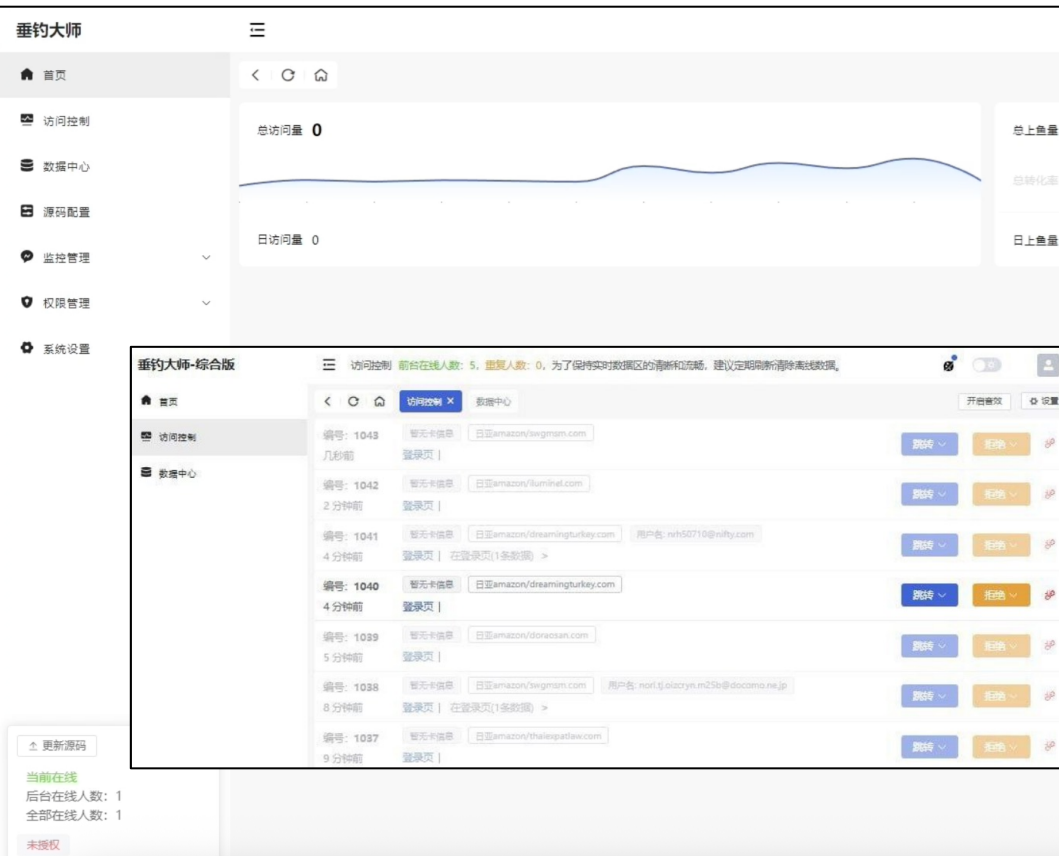 垂钓大师
首页
访问控制
数据中心
源码配置
监控管理
权限管理
系统设置
总访问量 0
日访问量 0
总上鱼量
总转化率
日上鱼量
垂钓大师-综合版
首页
访问控制
数据中心
访问控制 前台在线人数：5，重复人数：0，为了保持实时数据区的清晰和流畅，建议定期刷新清除离线数据。
访问控制 × 数据中心
开启音效 设置
编号：1043 暂无卡信息 日亚amazon/swgmsm.com
几秒前 登录页 |
跳转 拒绝
编号：1042 暂无卡信息 日亚amazon/iluminel.com
2 分钟前 登录页 |
跳转 拒绝
编号：1041 暂无卡信息 日亚amazon/dreamingturkey.com 用户名: nrh50710@nifty.com
4 分钟前 登录页 | 在登录页(1条数据) >
跳转 拒绝
编号：1040 暂无卡信息 日亚amazon/dreamingturkey.com
4 分钟前 登录页 |
跳转 拒绝
编号：1039 暂无卡信息 日亚amazon/doraosan.com
5 分钟前 登录页 |
跳转 拒绝
编号：1038 暂无卡信息 日亚amazon/swgmsm.com 用户名: norl.tj.oizcryn.m25b@docomo.ne.jp
8 分钟前 登录页 | 在登录页(1条数据) >
跳转 拒绝
编号：1037 暂无卡信息 日亚amazon/thalespatlaw.com
9 分钟前 登录页 |
跳转 拒绝
更新源码
当前在线
后台在线人数：1
全部在线人数：1
未授权